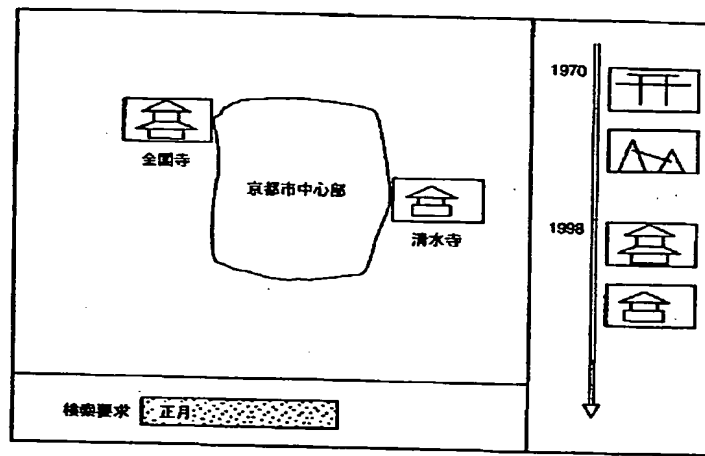 全国寺
京都市中心部
清水寺
検索要求 正月
1970
1998